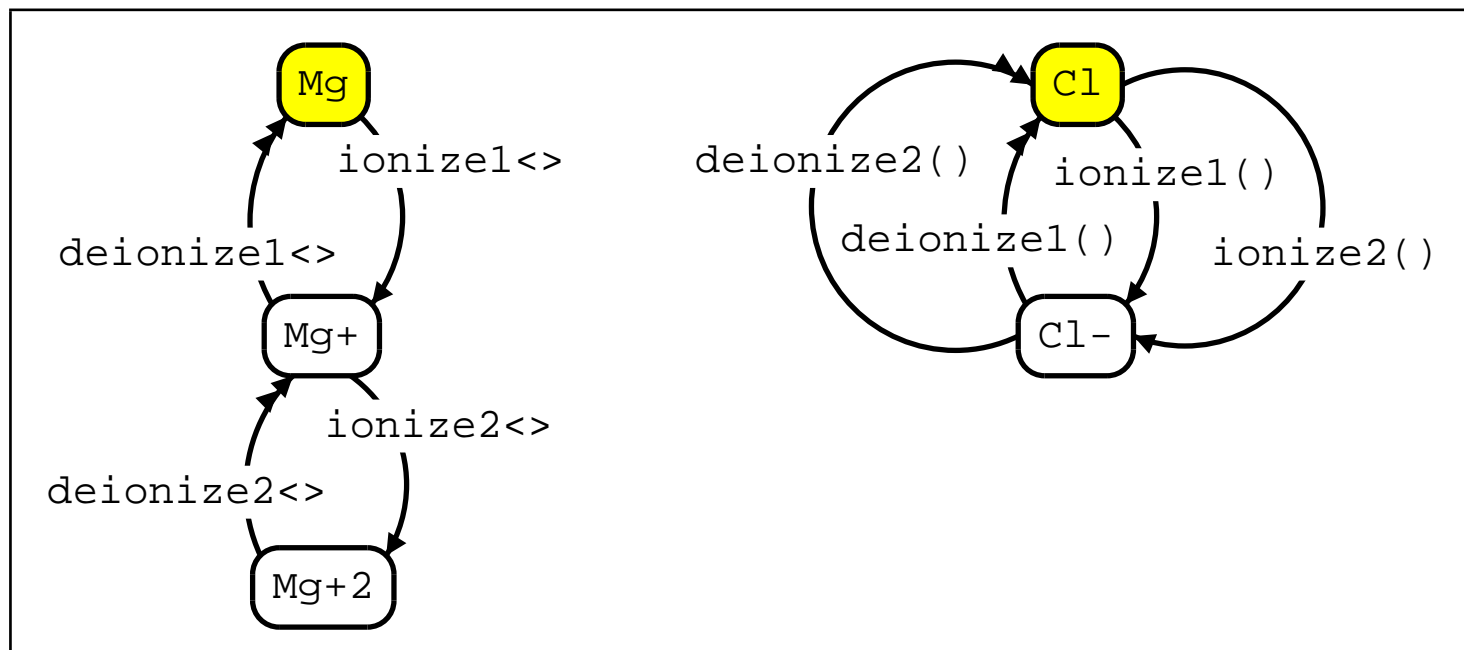 Mg
Cl
ionize1<>
deionize2()
ionize1()
deionize1<>
deionize1()
ionize2()
Mg+
Cl-
ionize2<>
deionize2<>
Mg+2